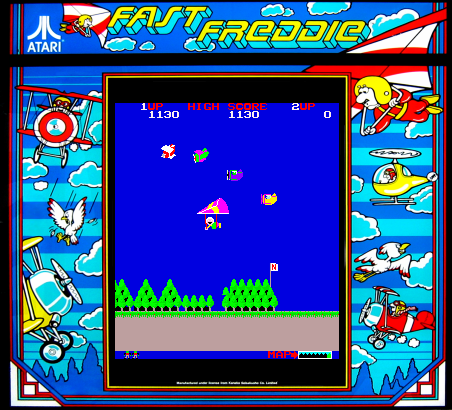 FAST FREDDIE
ATARI
1UP HIGH SCORE 2UP
1130 1130 0
N
MAP
Manufactured under license from Kaneko Seisakusho Co. Limited